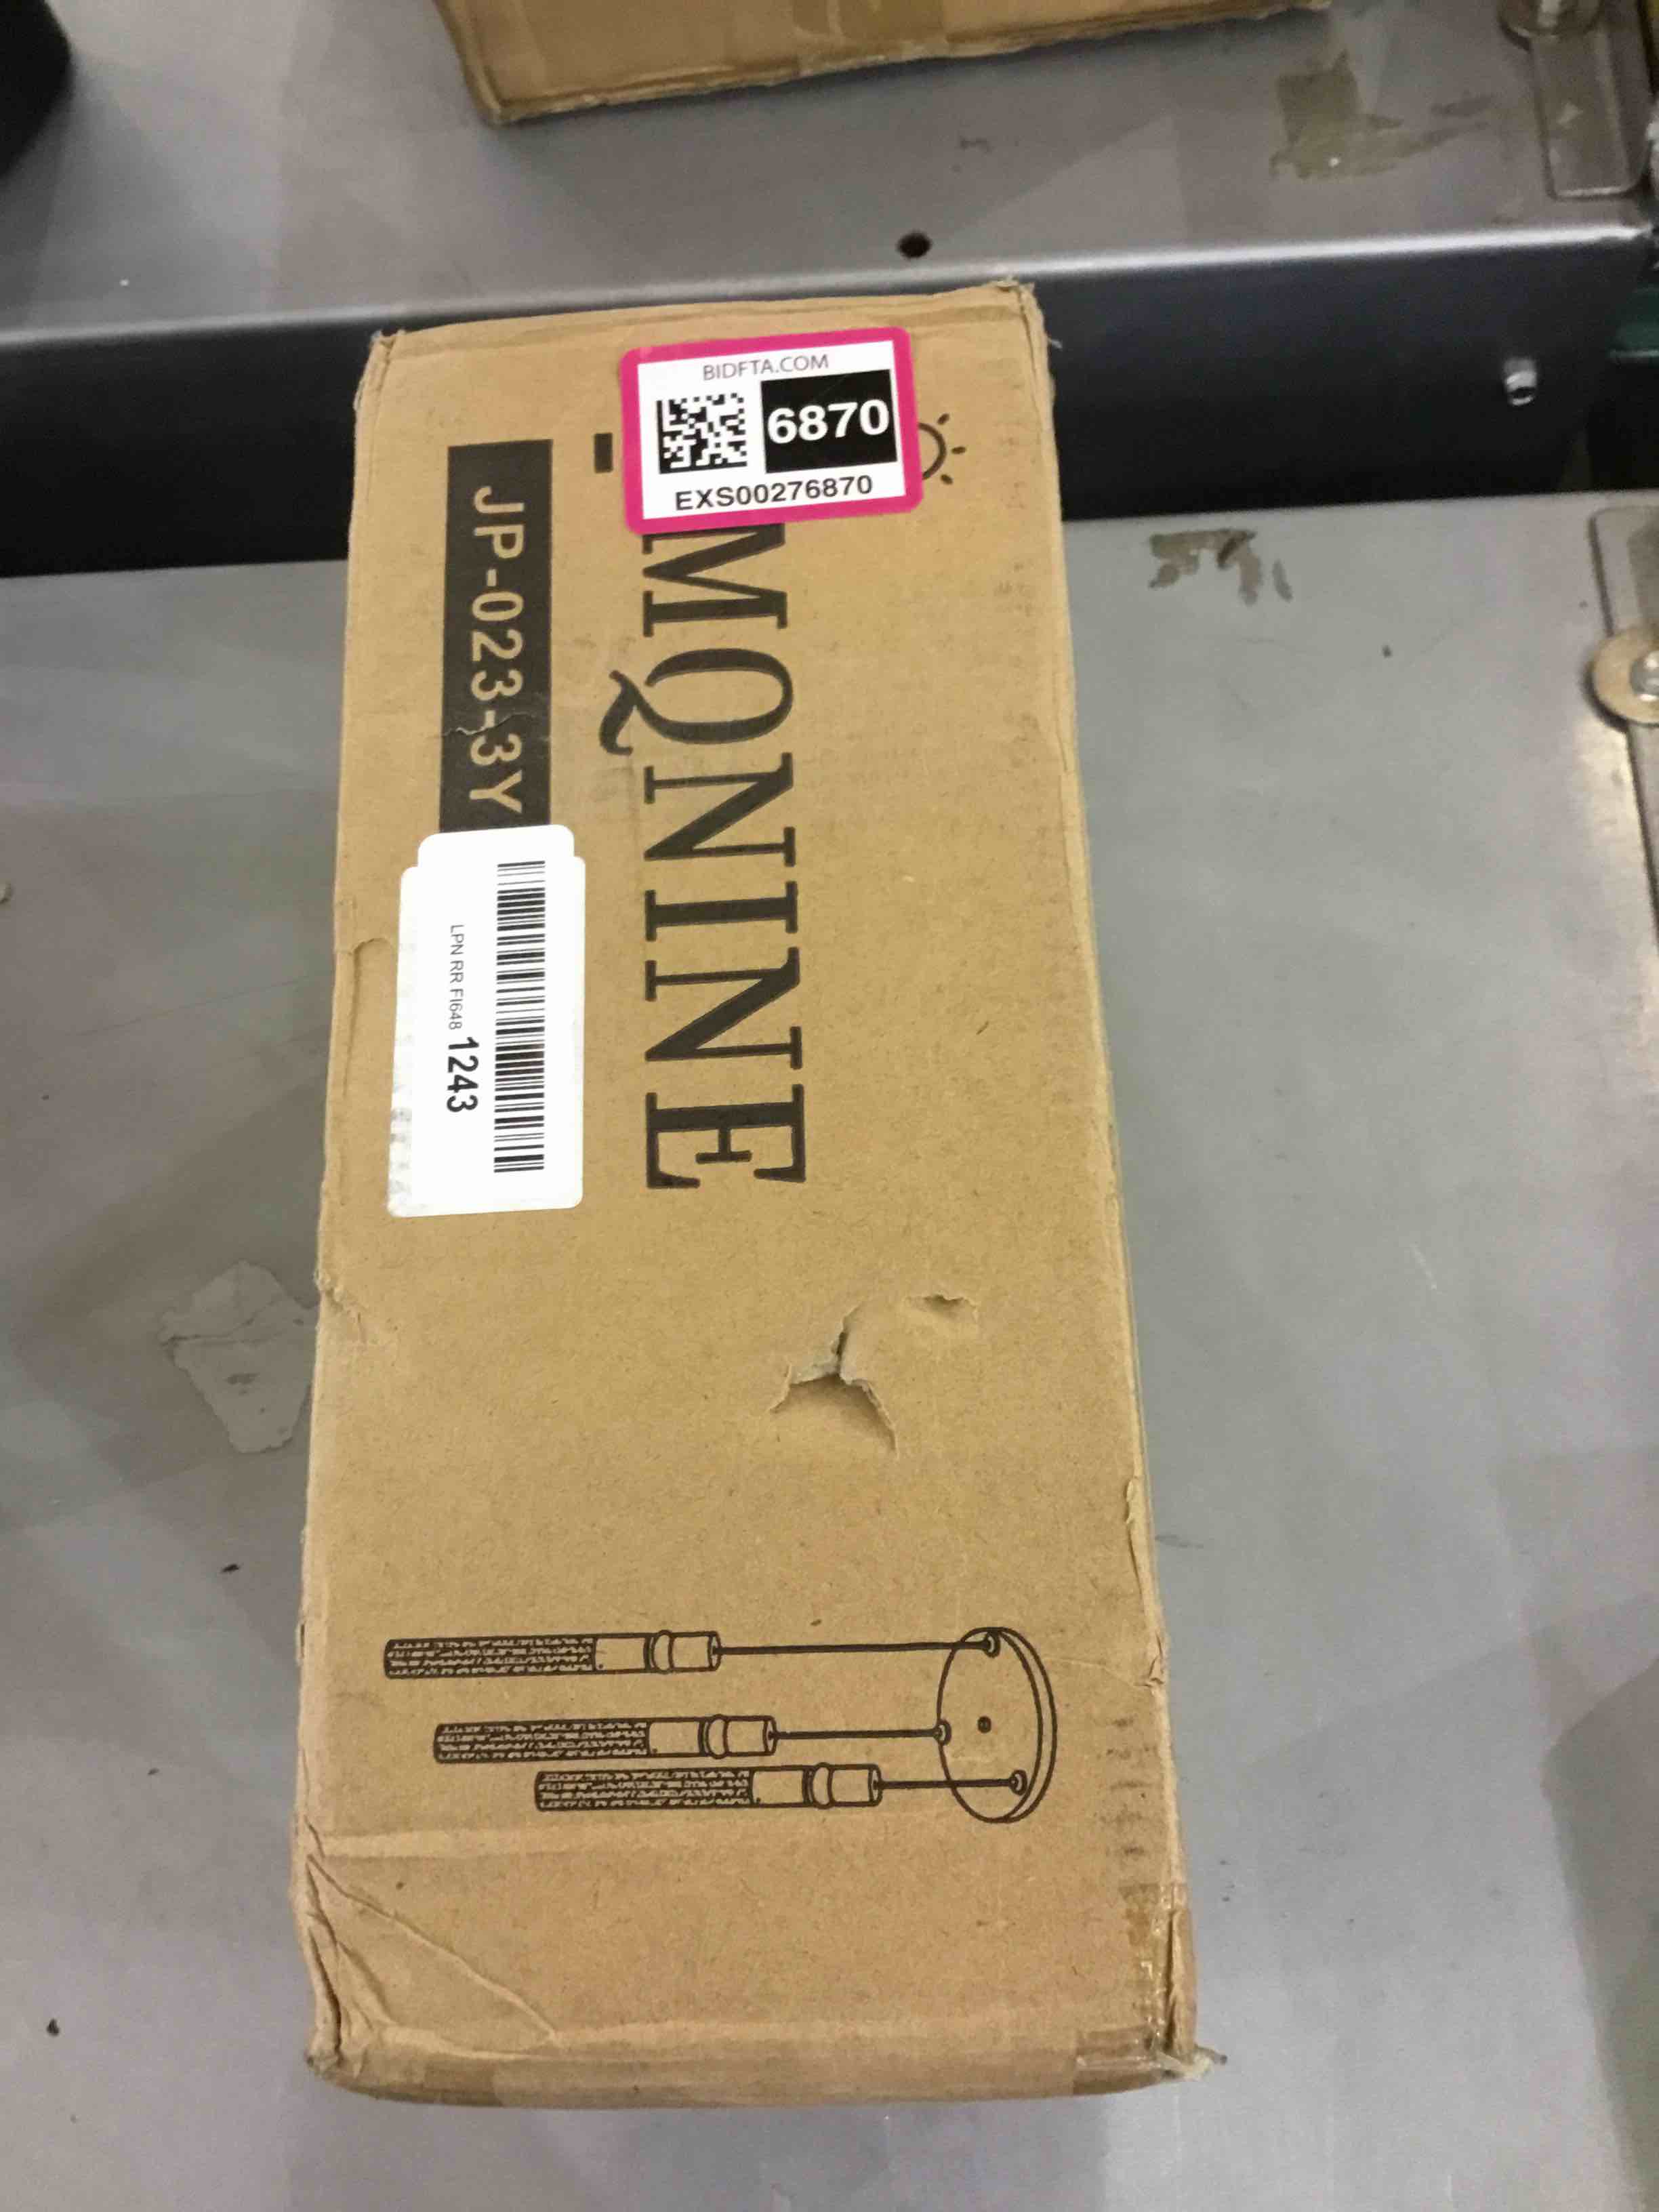 BIDFTA.COM
6870
EXS00276870
MQNINE
JP-023-3Y
LPN RR FI648 1243